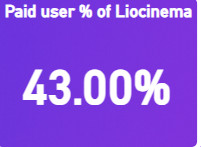 Paid user % of Liocinema
43.00%